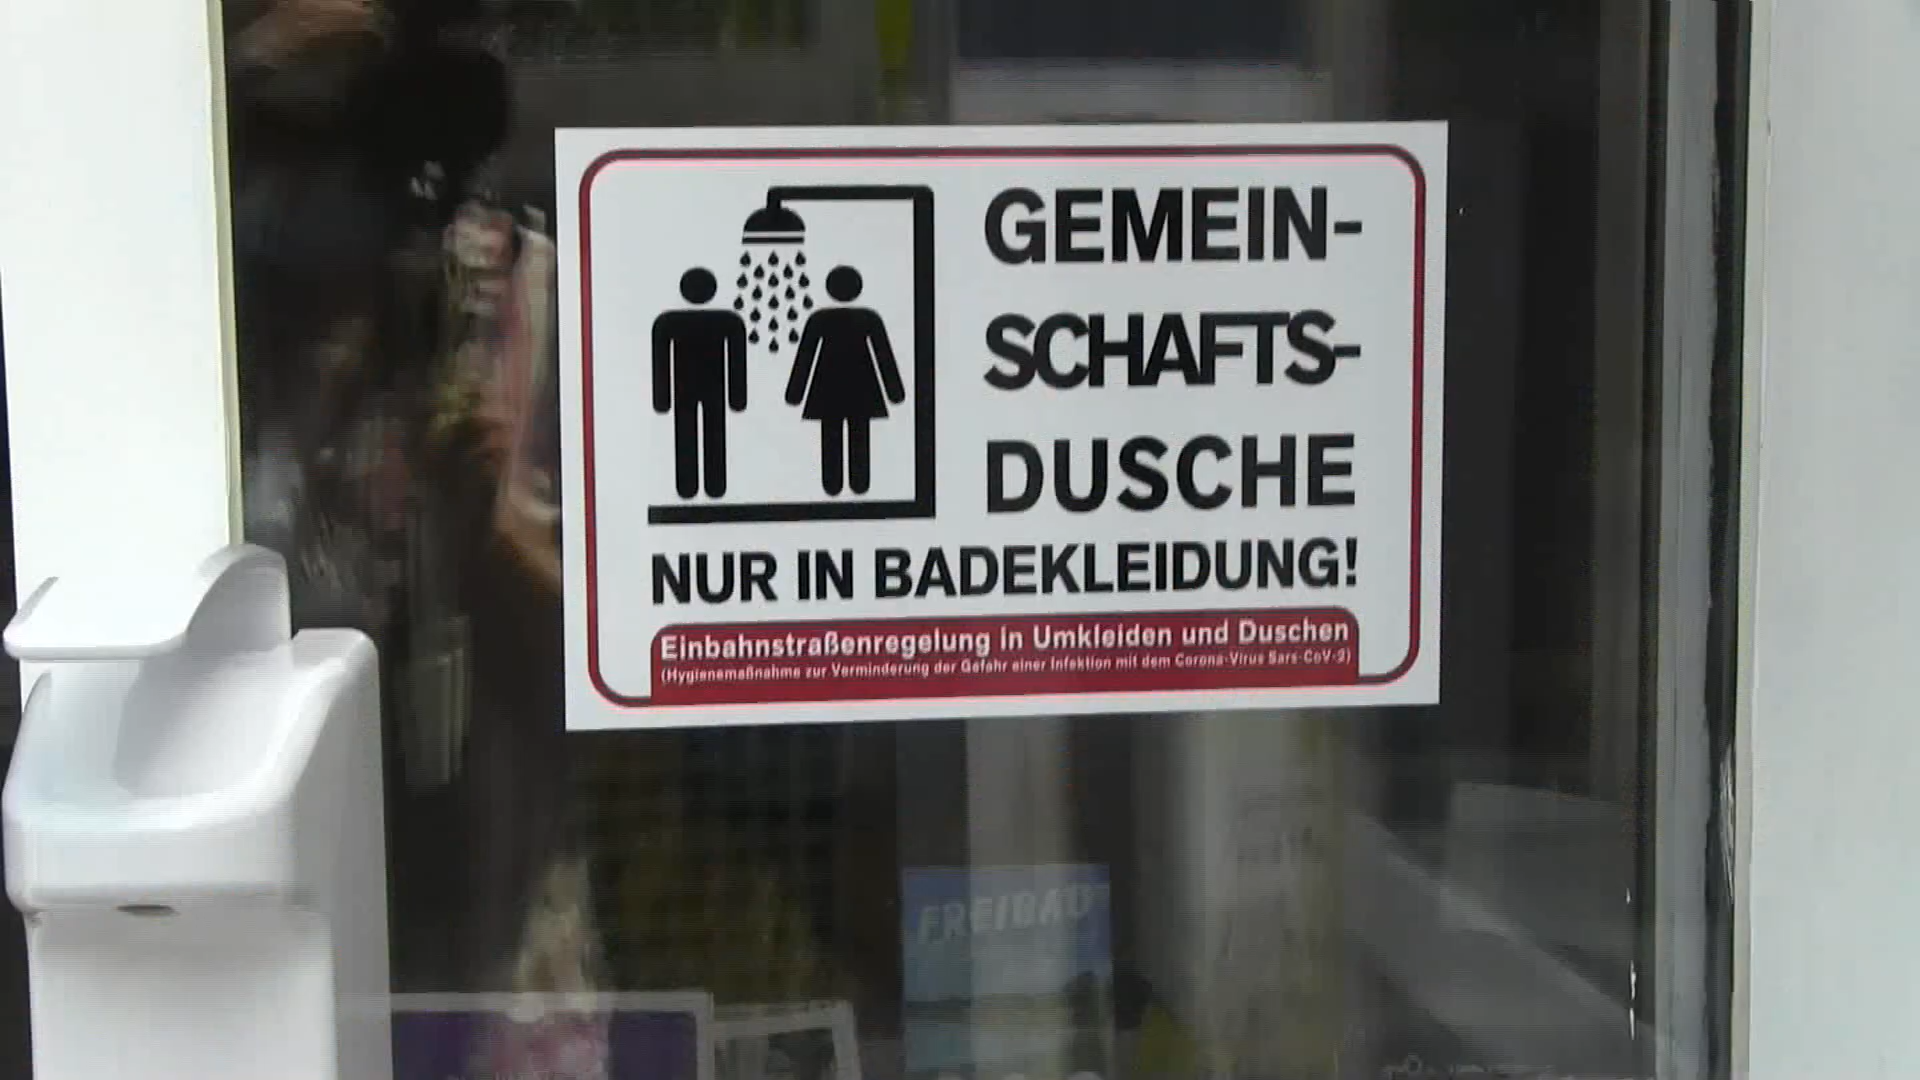 GEMEIN-
SCHAFTS-
DUSCHE
NUR IN BADEKLEIDUNG!
Einbahnstraßenregelung in Umkleiden und Duschen
(Hygienemaßnahme zur Verminderung der Gefahr einer Infektion mit dem Corona-Virus Sars-CoV-2)
FREIBAD